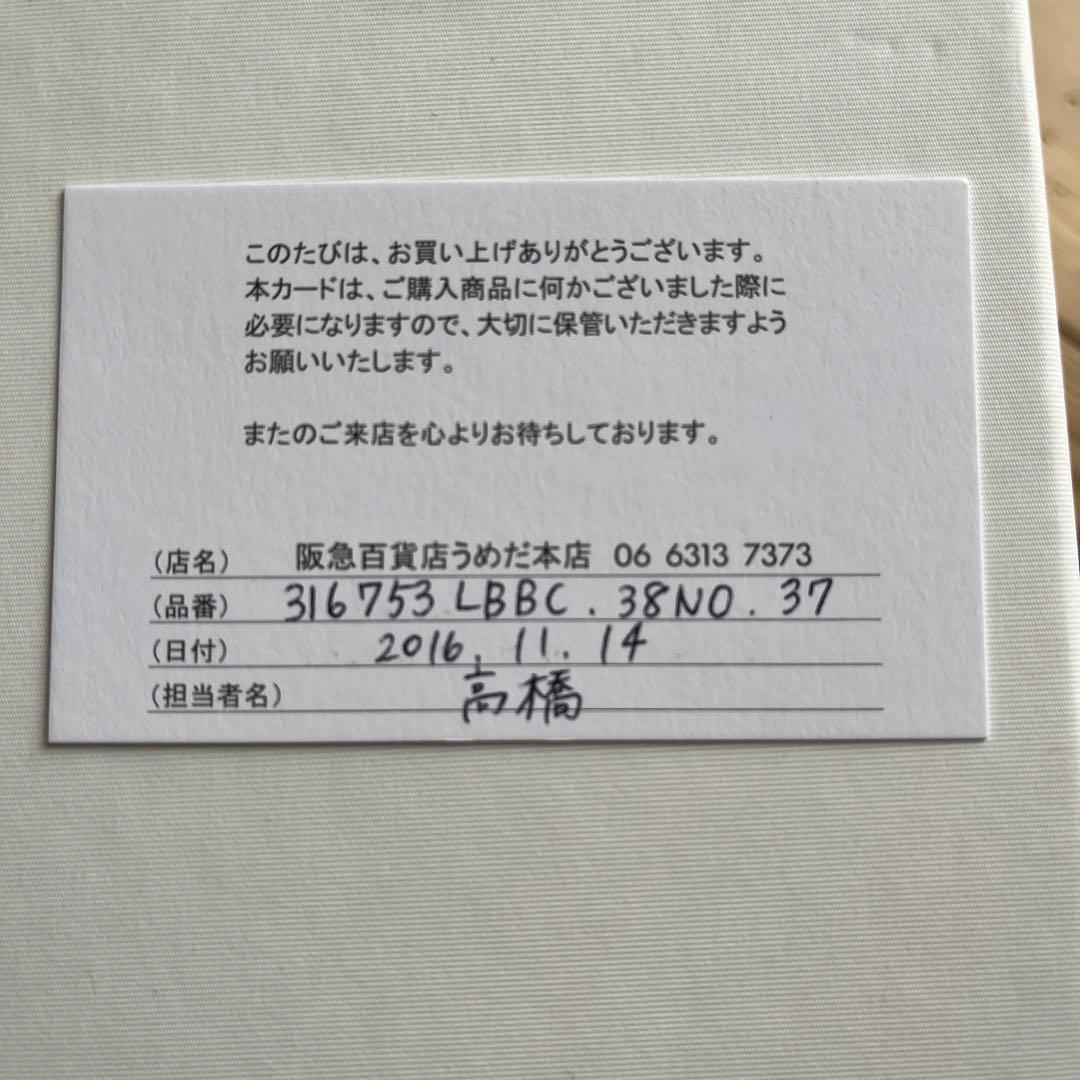 このたびは、お買い上げありがとうございます。
本カードは、ご購入商品に何かございました際に
必要になりますので、大切に保管いただきますよう
お願いいたします。
またのご来店を心よりお待ちしております。
（店名） 阪急百貨店うめだ本店 06 6313 7373
（品番） 316753 LBBC . 38NO . 37
（日付） 2016. 11. 14
（担当者名） 高橋